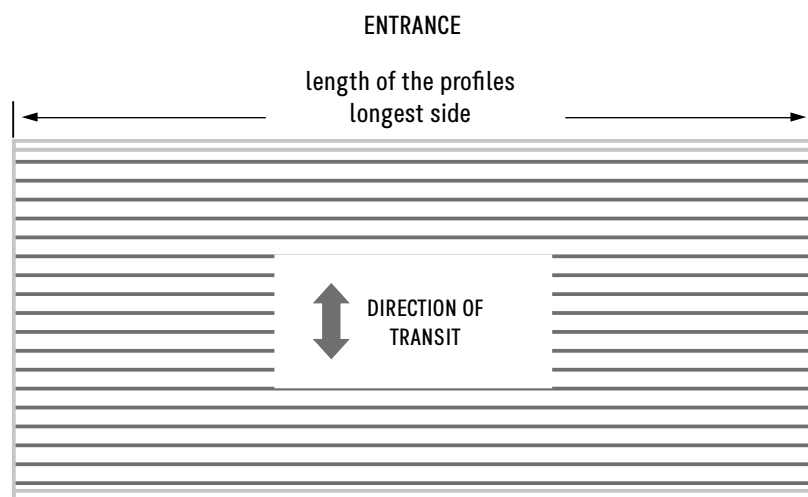 ENTRANCE
length of the profiles
longest side
DIRECTION OF
TRANSIT